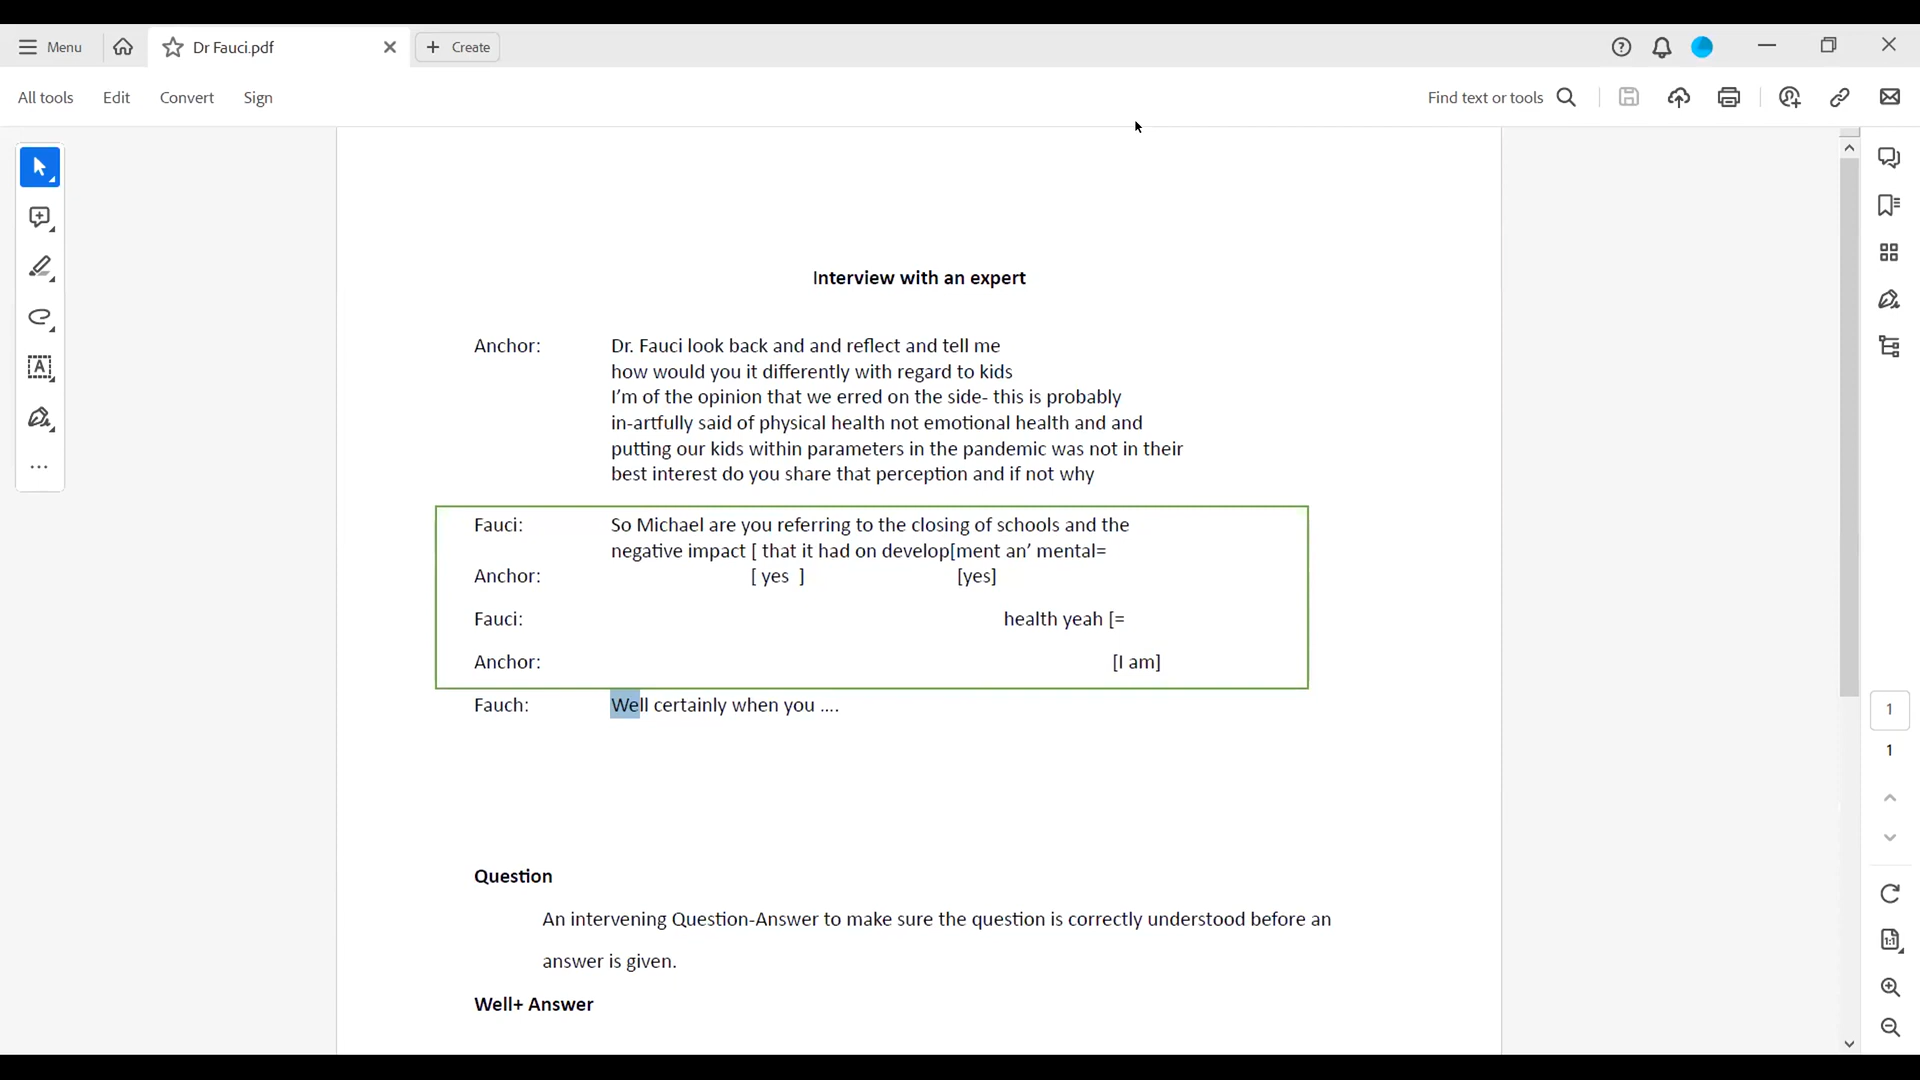 Menu
Dr Fauci.pdf
Create
All tools
Edit
Convert
Sign
Find text or tools
Interview with an expert
Anchor: Dr. Fauci look back and and reflect and tell me
how would you it differently with regard to kids
I'm of the opinion that we erred on the side- this is probably
in-artfully said of physical health not emotional health and and
putting our kids within parameters in the pandemic was not in their
best interest do you share that perception and if not why
Fauci: So Michael are you referring to the closing of schools and the
negative impact [ that it had on develop[ment an' mental=
Anchor: [ yes ] [yes]
Fauci: health yeah [=
Anchor: [I am]
Fauch: Well certainly when you ....
Question
An intervening Question-Answer to make sure the question is correctly understood before an
answer is given.
Well+ Answer
1
1